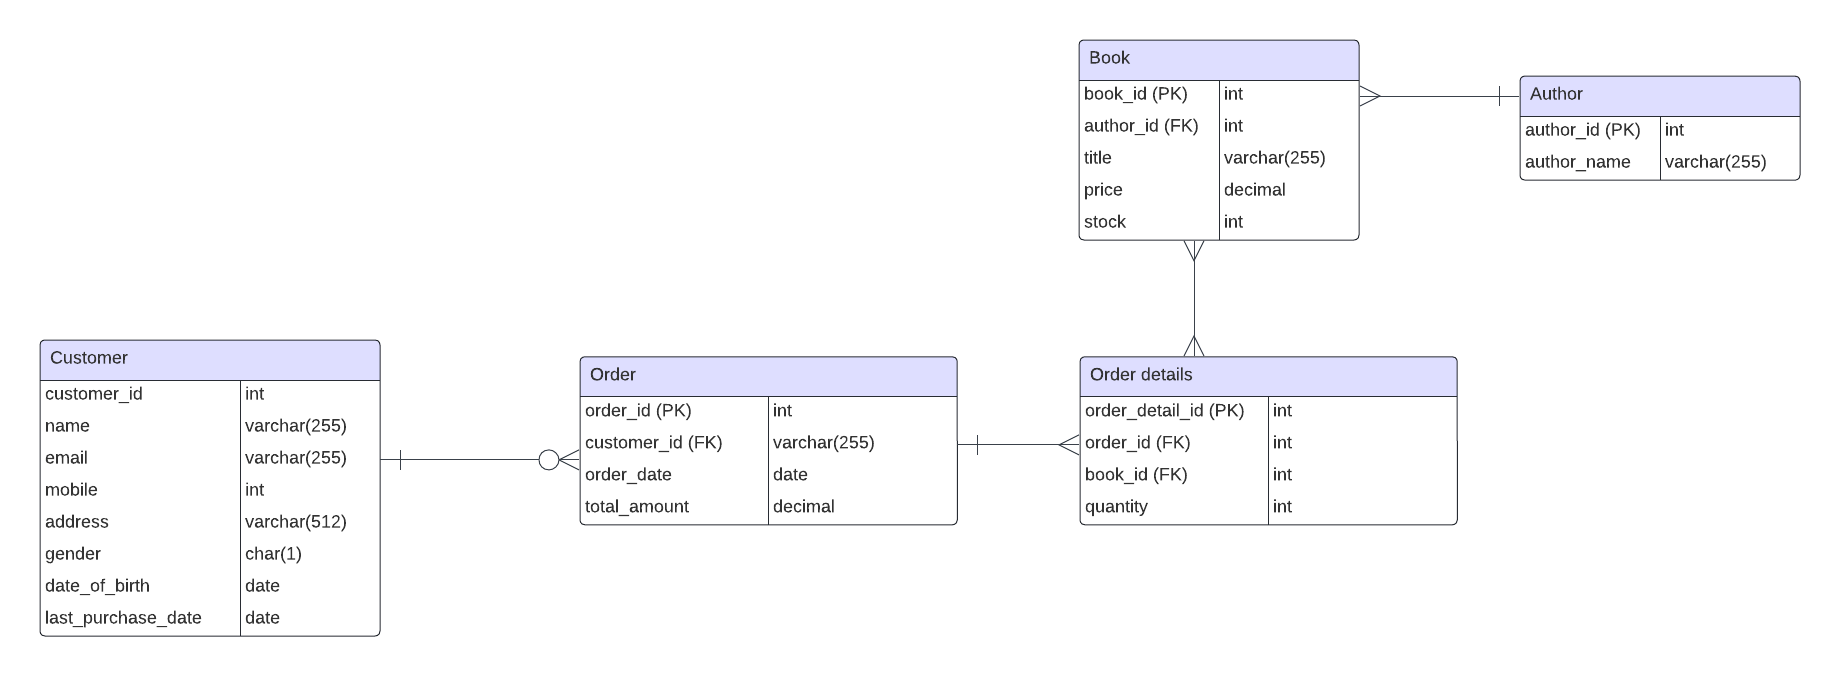 Book
book_id (PK) int
author_id (FK) int
title varchar(255)
price decimal
stock int
Author
author_id (PK) int
author_name varchar(255)
Customer
customer_id int
name varchar(255)
email varchar(255)
mobile int
address varchar(512)
gender char(1)
date_of_birth date
last_purchase_date date
Order
order_id (PK) int
customer_id (FK) varchar(255)
order_date date
total_amount decimal
Order details
order_detail_id (PK) int
order_id (FK) int
book_id (FK) int
quantity int